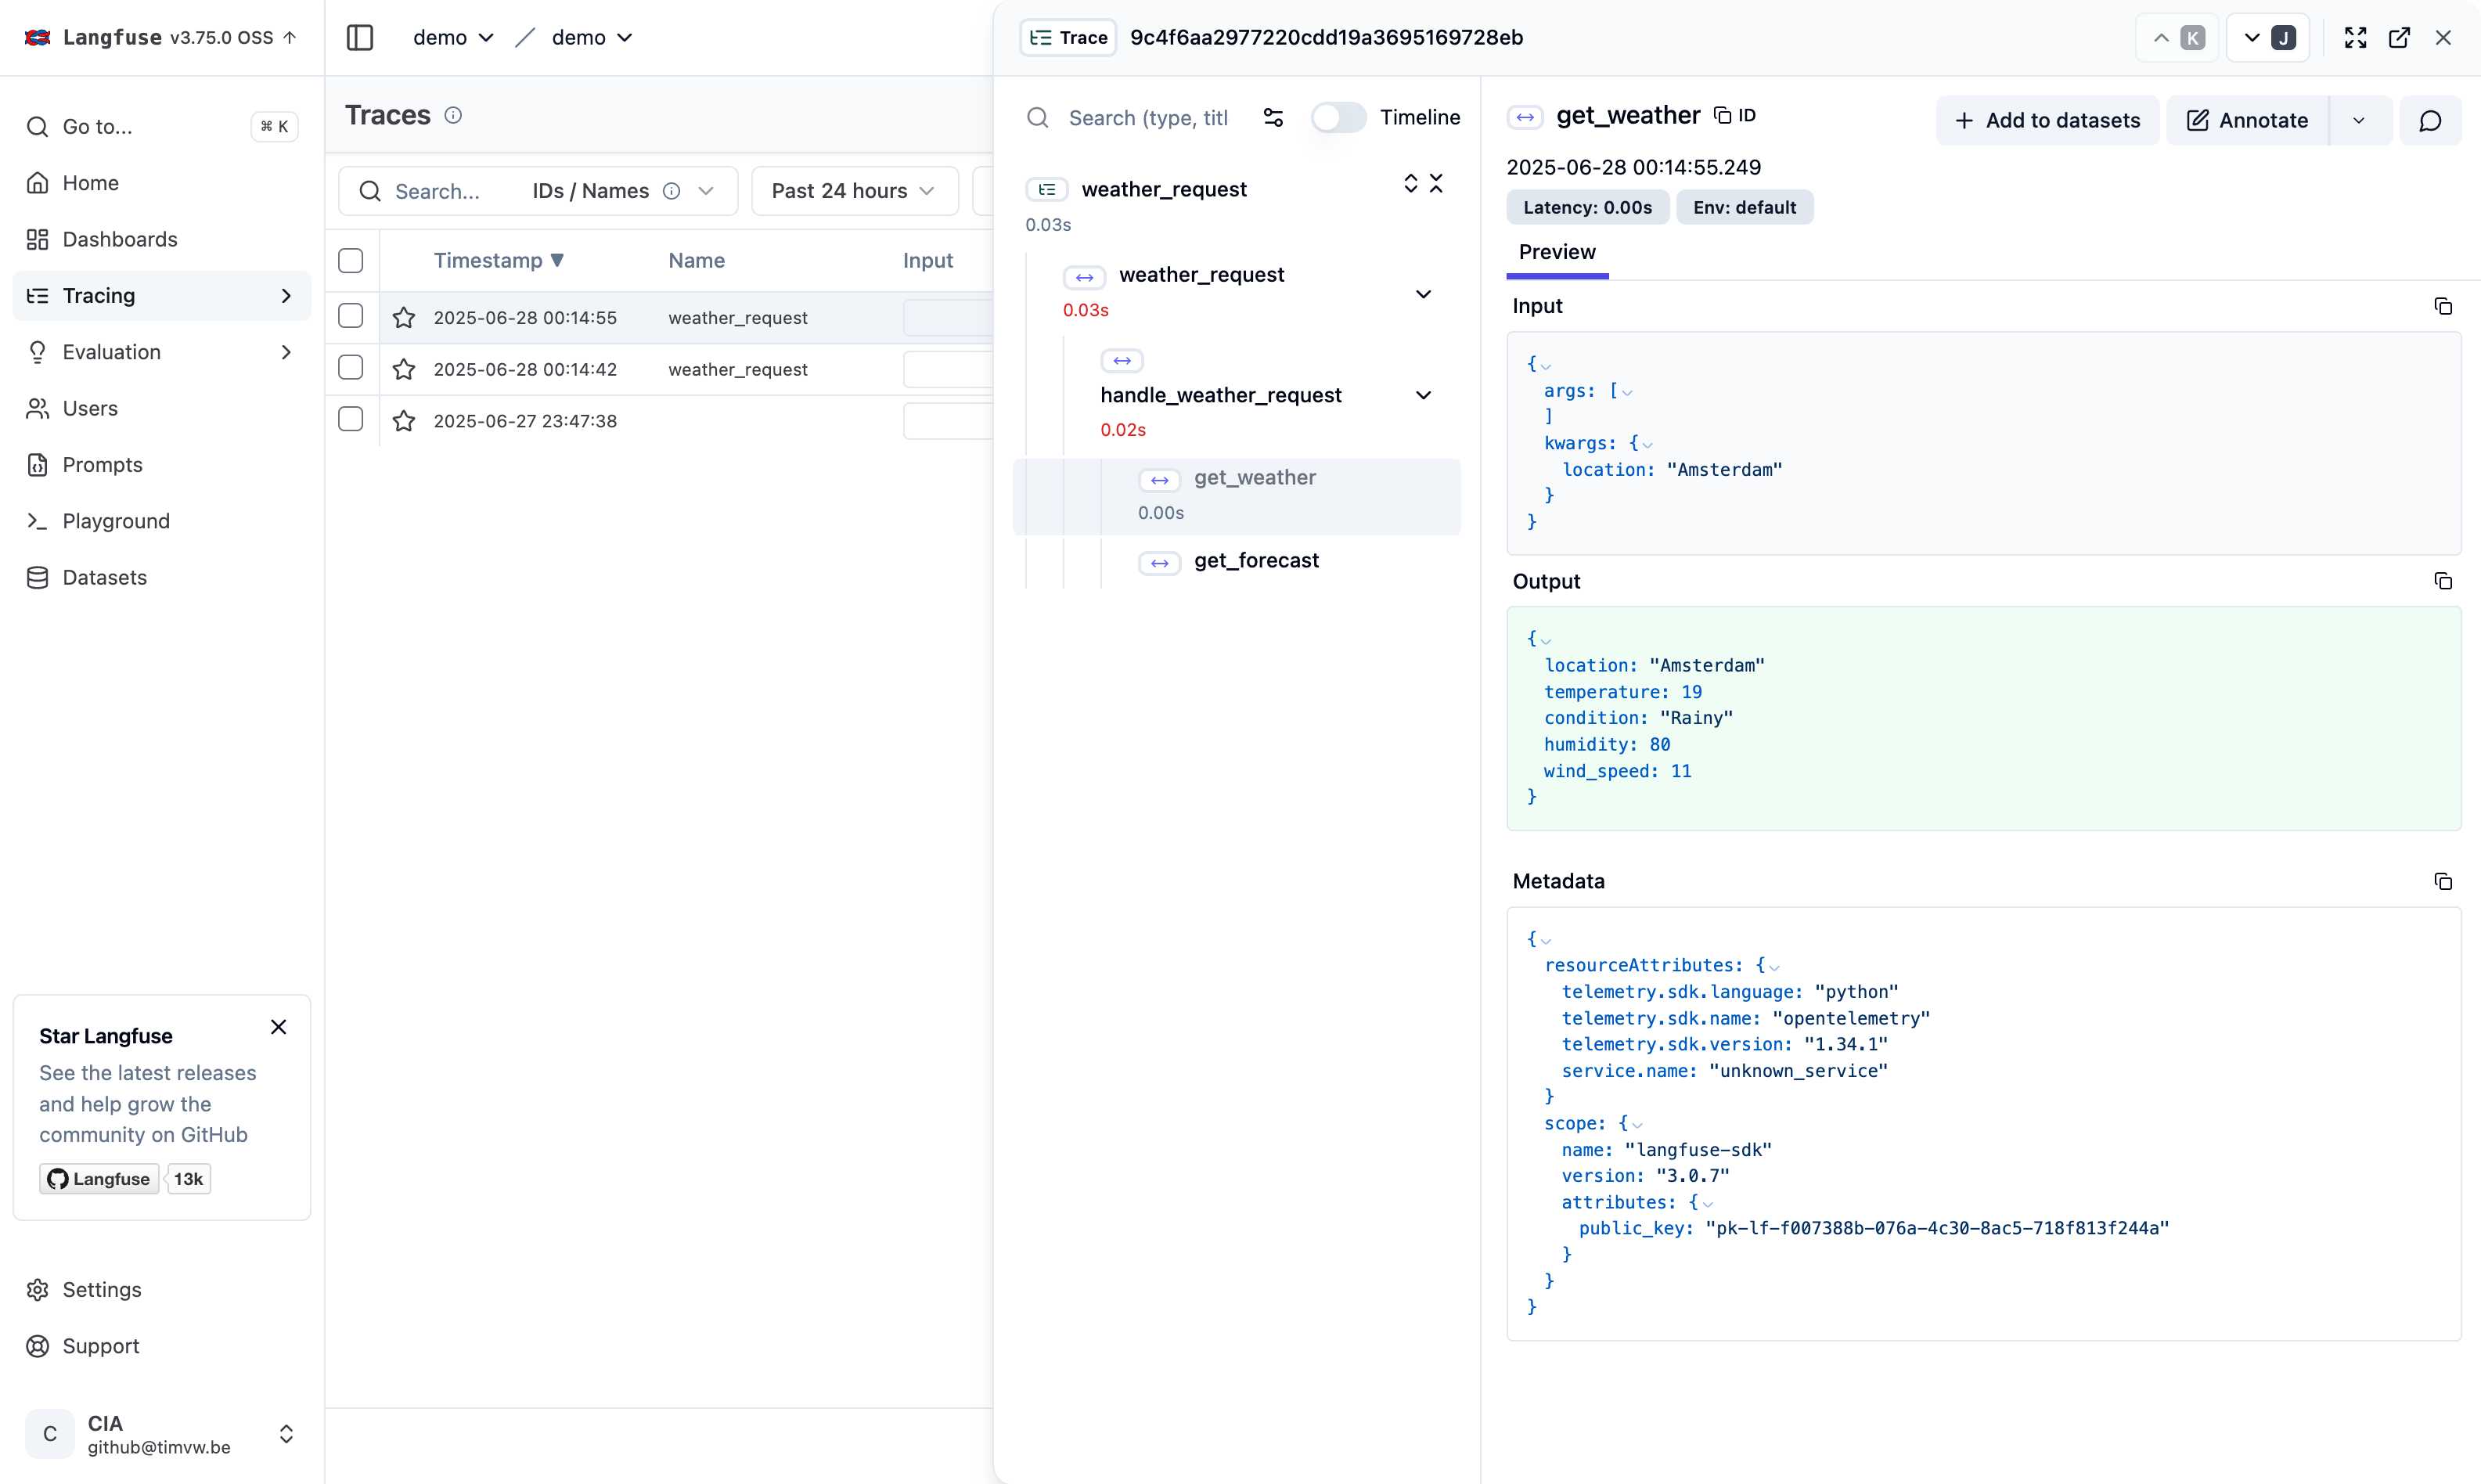 Langfuse v3.75.0 OSS ↑
Go to... ⌘ K
Home
Dashboards
Tracing
Evaluation
Users
Prompts
Playground
Datasets
Star Langfuse
See the latest releases
and help grow the
community on GitHub
Langfuse 13k
Settings
Support
C
CIA
github@timvw.be
demo / demo
Traces
Search... IDs / Names Past 24 hours
Timestamp ▼ Name Input
2025-06-28 00:14:55 weather_request
2025-06-28 00:14:42 weather_request
2025-06-27 23:47:38
Trace 9c4f6aa2977220cdd19a3695169728eb K J
Search (type, titl Timeline
weather_request
0.03s
weather_request
0.03s
handle_weather_request
0.02s
get_weather
0.00s
get_forecast
get_weather ID
+ Add to datasets Annotate
2025-06-28 00:14:55.249
Latency: 0.00s Env: default
Preview
Input
{
args: [
]
kwargs: {
location: "Amsterdam"
}
}
Output
{
location: "Amsterdam"
temperature: 19
condition: "Rainy"
humidity: 80
wind_speed: 11
}
Metadata
{
resourceAttributes: {
telemetry.sdk.language: "python"
telemetry.sdk.name: "opentelemetry"
telemetry.sdk.version: "1.34.1"
service.name: "unknown_service"
}
scope: {
name: "langfuse-sdk"
version: "3.0.7"
attributes: {
public_key: "pk-lf-f007388b-076a-4c30-8ac5-718f813f244a"
}
}
}